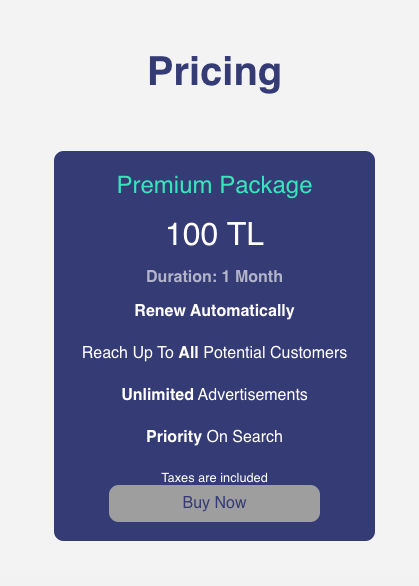 Pricing
Premium Package
100 TL
Duration: 1 Month
Renew Automatically
Reach Up To All Potential Customers
Unlimited Advertisements
Priority On Search
Taxes are included
Buy Now